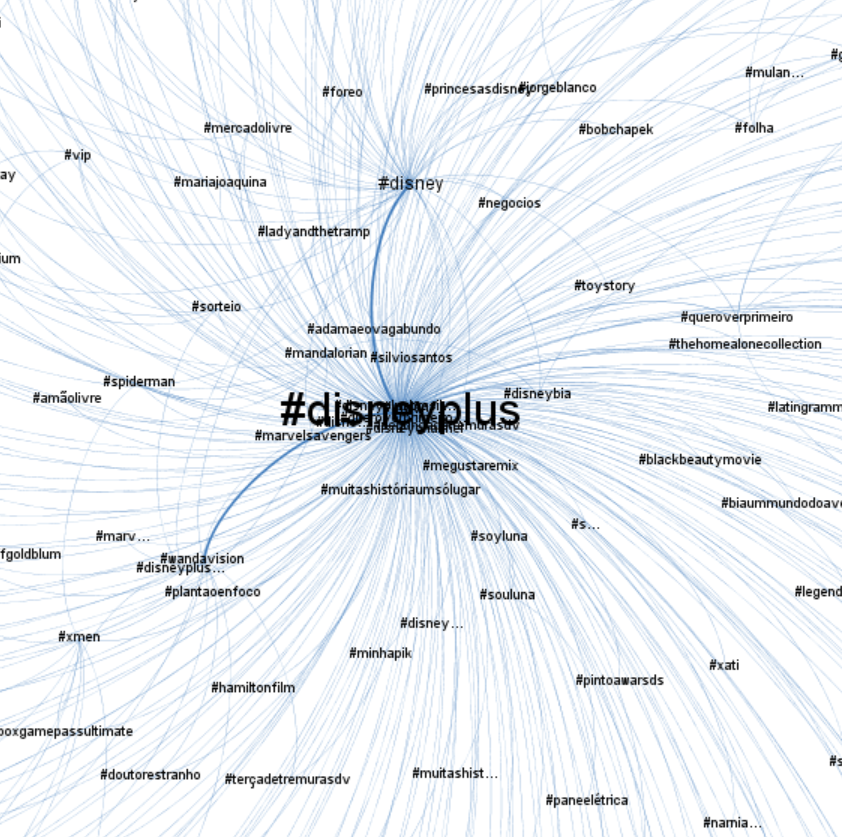 #foreo
#princesasdisney
#jorgeblanco
#mulan…
#mercadolivre
#bobchapek
#folha
#vip
ay
#mariajoaquina
#disney
#negocios
#ladyandthetramp
ium
#toystory
#sorteio
#queroverprimeiro
#adamaeovagabundo
#thehomealonecollection
#mandalorian
#silviosantos
#spiderman
#amãolivre
#disneybia
#disneyplus
#latingramm
#marvelsavengers
#blackbeautymovie
#megustaremix
#muitashistóriaumsólugar
#biaummundodoave
#s…
#marv…
#soyluna
fgoldblum
#wandavision
#disneyplus…
#plantaoenfoco
#souluna
#legend
#disney…
#xmen
#minhapik
#xati
#pintoawarsds
#hamiltonfilm
oxgamepassultimate
#doutorestranho
#terçadetremurasdv
#muitashist…
#paneelétrica
#narnia…